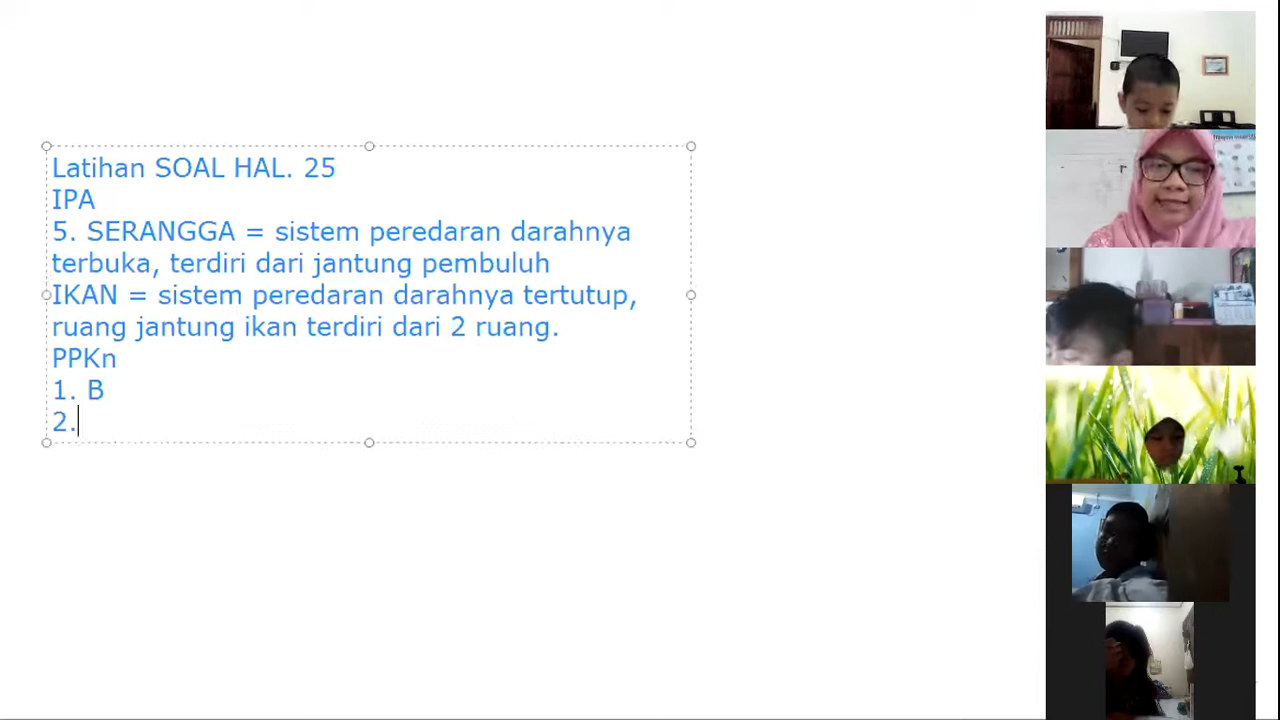 Latihan SOAL HAL. 25
IPA
5. SERANGGA = sistem peredaran darahnya
terbuka, terdiri dari jantung pembuluh
IKAN = sistem peredaran darahnya tertutup,
ruang jantung ikan terdiri dari 2 ruang.
PPKn
1. B
2.